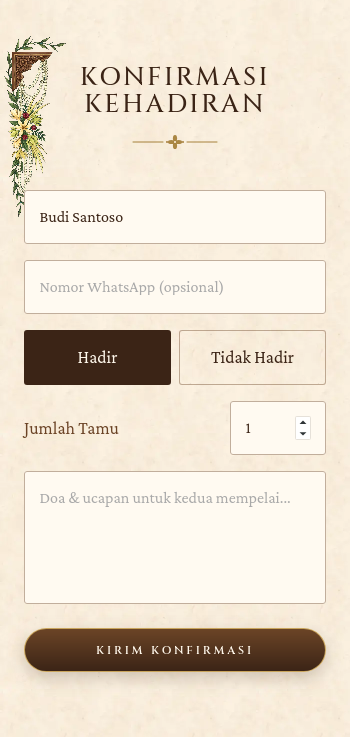 KONFIRMASI
KEHADIRAN
Budi Santoso
Nomor WhatsApp (opsional)
Hadir
Tidak Hadir
Jumlah Tamu
1
Doa & ucapan untuk kedua mempelai...
KIRIM KONFIRMASI